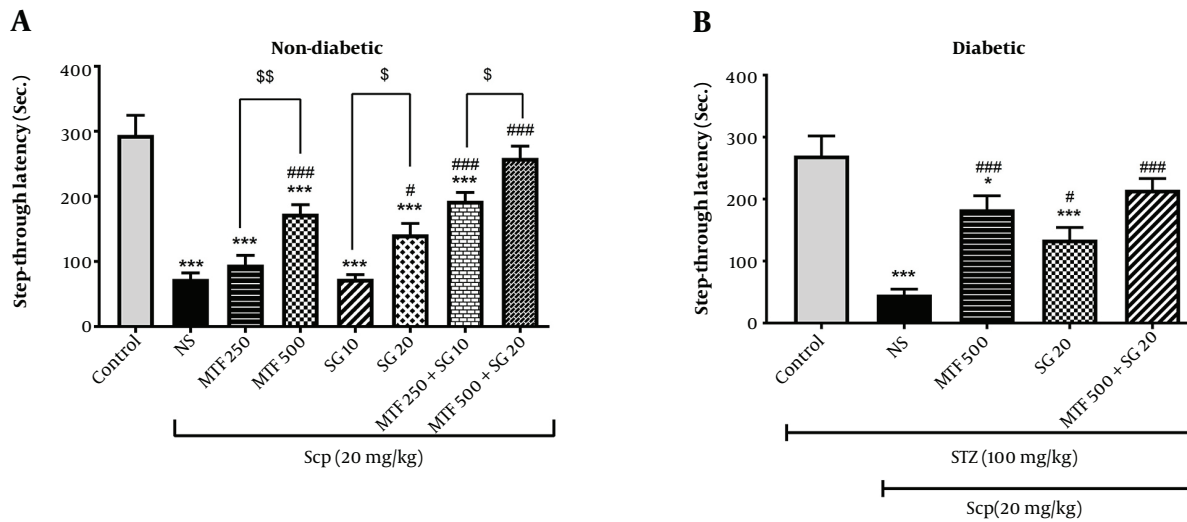 A
Non-diabetic
Step-through latency (Sec.)
400
300
200
100
0
$$
$
$
***
***
###
***
***
#
***
###
***
###
Control
NS
MTF 250
MTF 500
SG 10
SG 20
MTF 250 + SG 10
MTF 500 + SG 20
Scp (20 mg/kg)
B
Diabetic
Step-through latency (Sec.)
400
300
200
100
0
***
###
*
#
***
###
Control
NS
MTF 500
SG 20
MTF 500 + SG 20
STZ (100 mg/kg)
Scp(20 mg/kg)